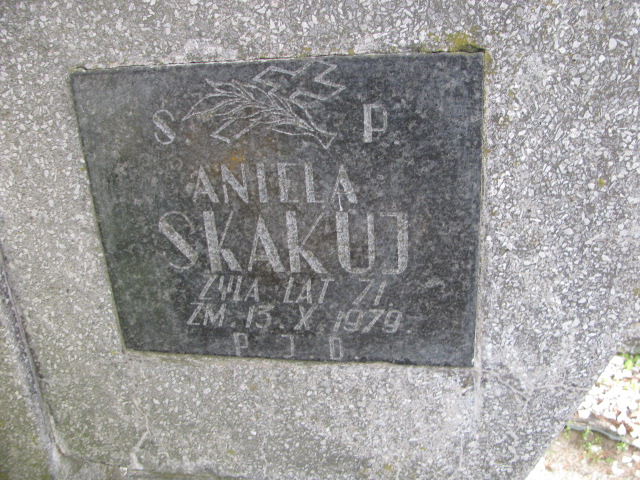 Ś. P.
ANIELA
SKAKUJ
ŻYŁA LAT 71
ZM. 15. X. 1979.
P J D.